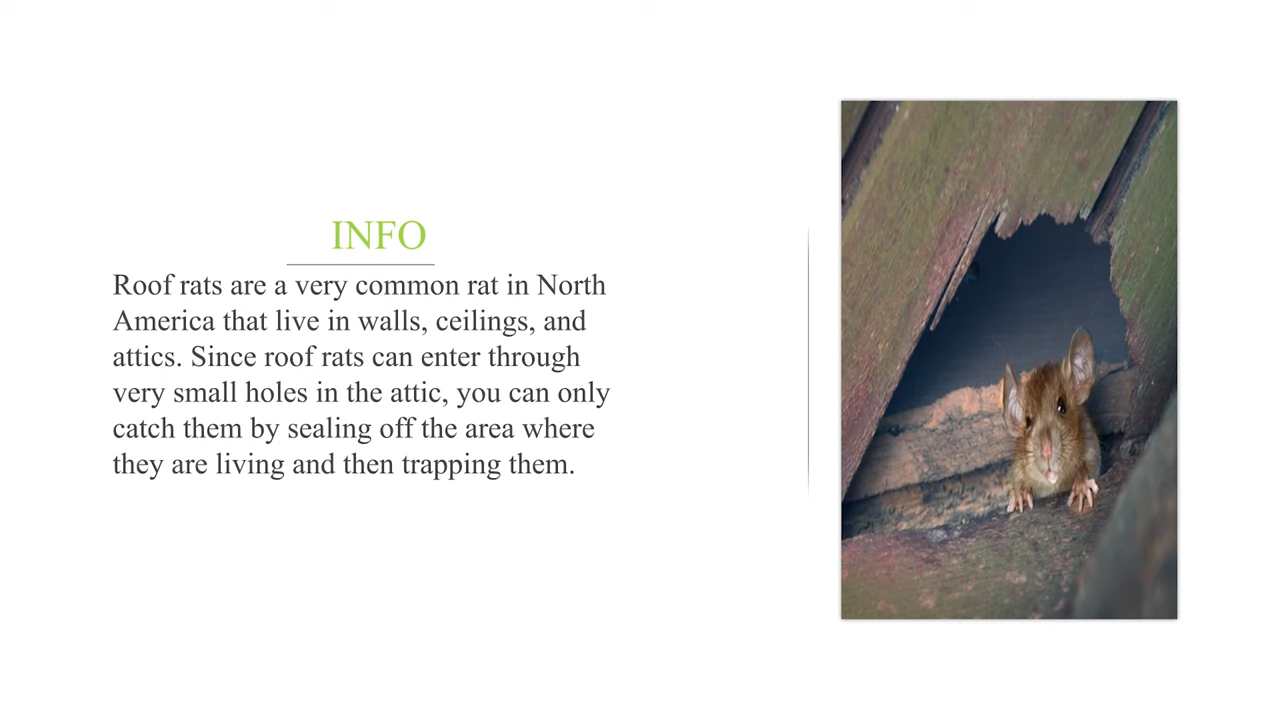 INFO
Roof rats are a very common rat in North
America that live in walls, ceilings, and
attics. Since roof rats can enter through
very small holes in the attic, you can only
catch them by sealing off the area where
they are living and then trapping them.